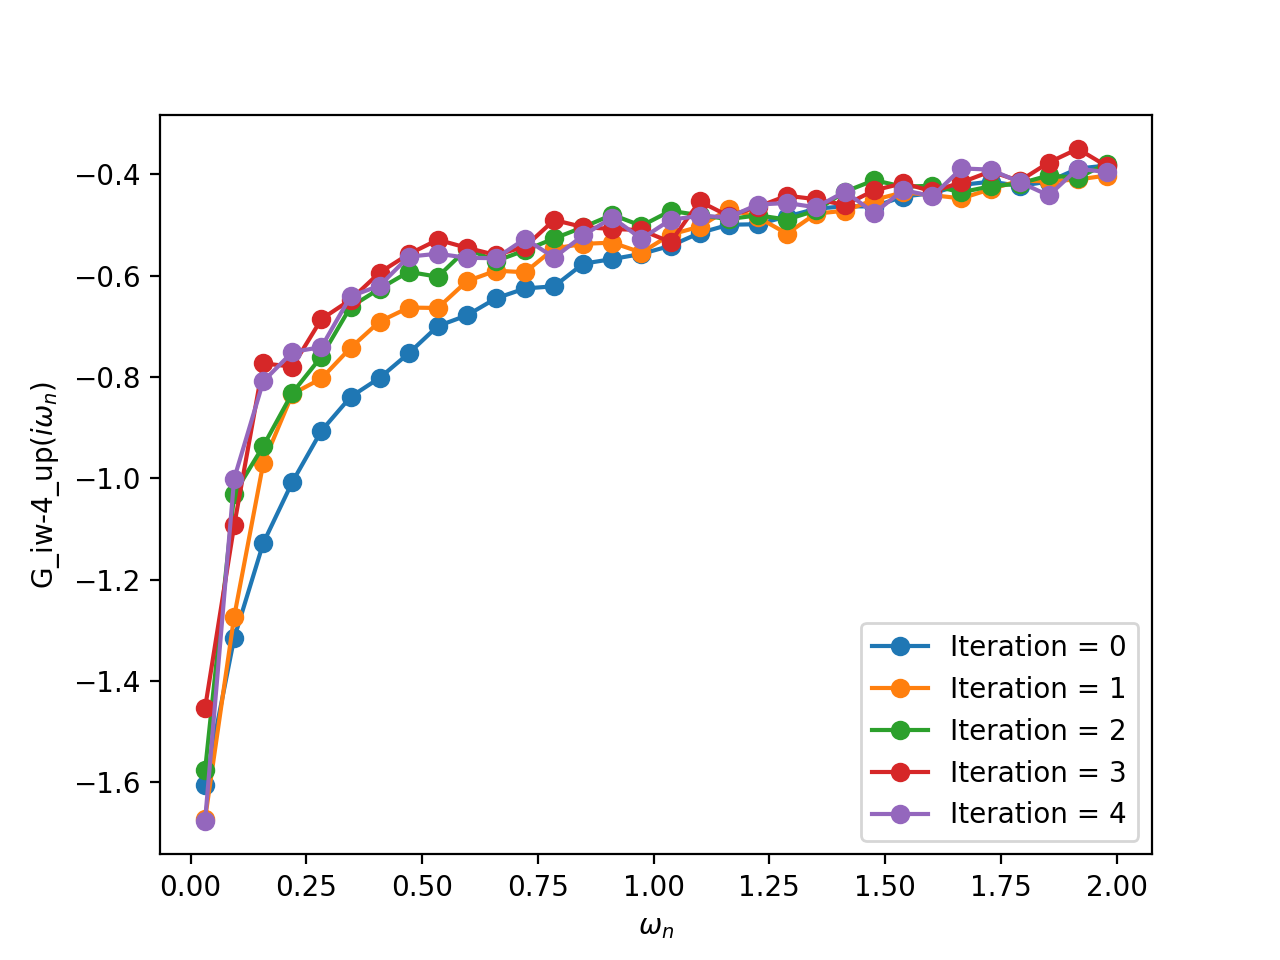 G_iw-4_up(iωₙ)
−0.4
−0.6
−0.8
−1.0
−1.2
−1.4
−1.6
0.00 0.25 0.50 0.75 1.00 1.25 1.50 1.75 2.00
ωₙ
Iteration = 0
Iteration = 1
Iteration = 2
Iteration = 3
Iteration = 4